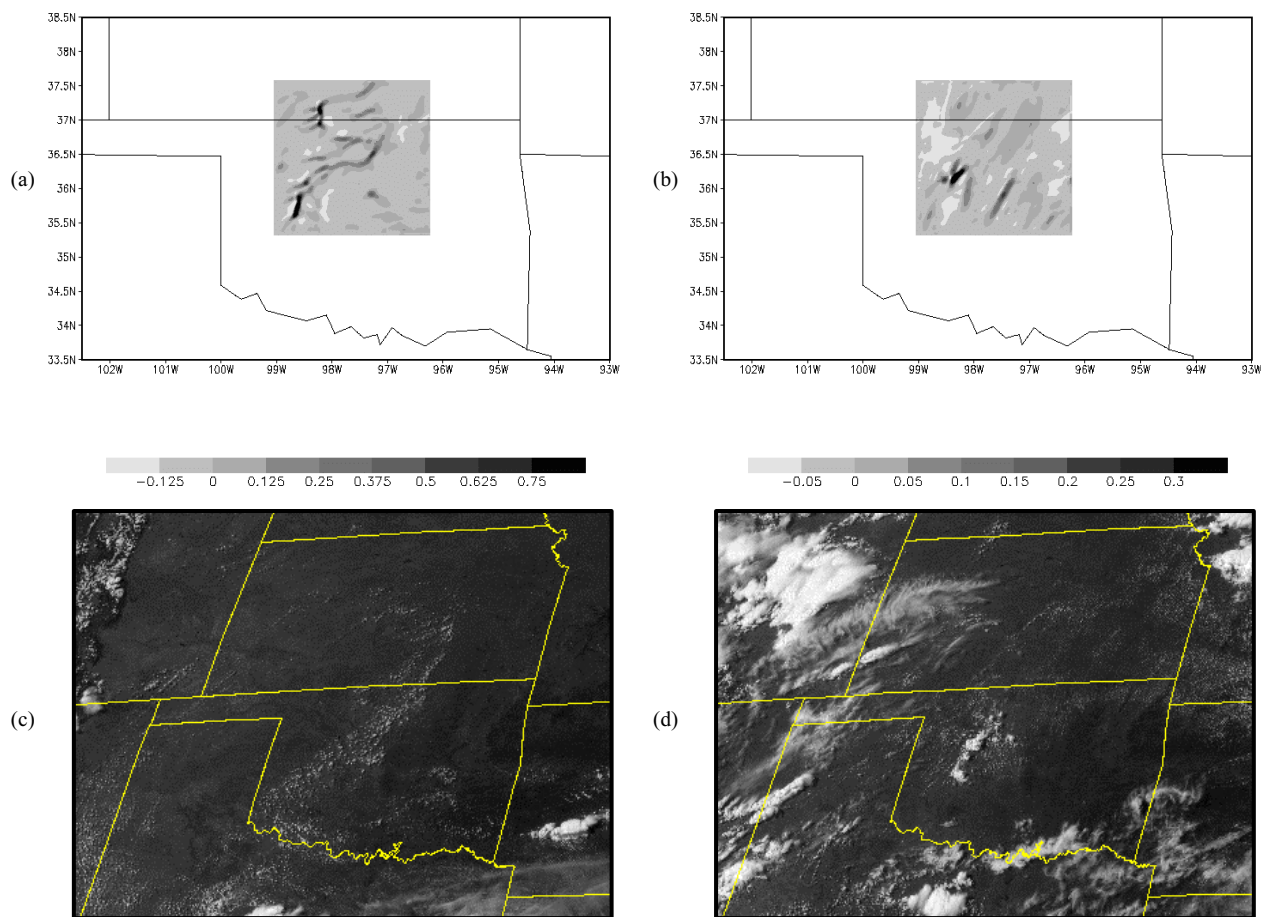 38.5N
38N
37.5N
37N
36.5N
36N
35.5N
35N
34.5N
34N
33.5N
102W 101W 100W 99W 98W 97W 96W 95W 94W 93W
(a)
38.5N
38N
37.5N
37N
36.5N
36N
35.5N
35N
34.5N
34N
33.5N
102W 101W 100W 99W 98W 97W 96W 95W 94W 93W
(b)
−0.125 0 0.125 0.25 0.375 0.5 0.625 0.75
−0.05 0 0.05 0.1 0.15 0.2 0.25 0.3
(c)
(d)